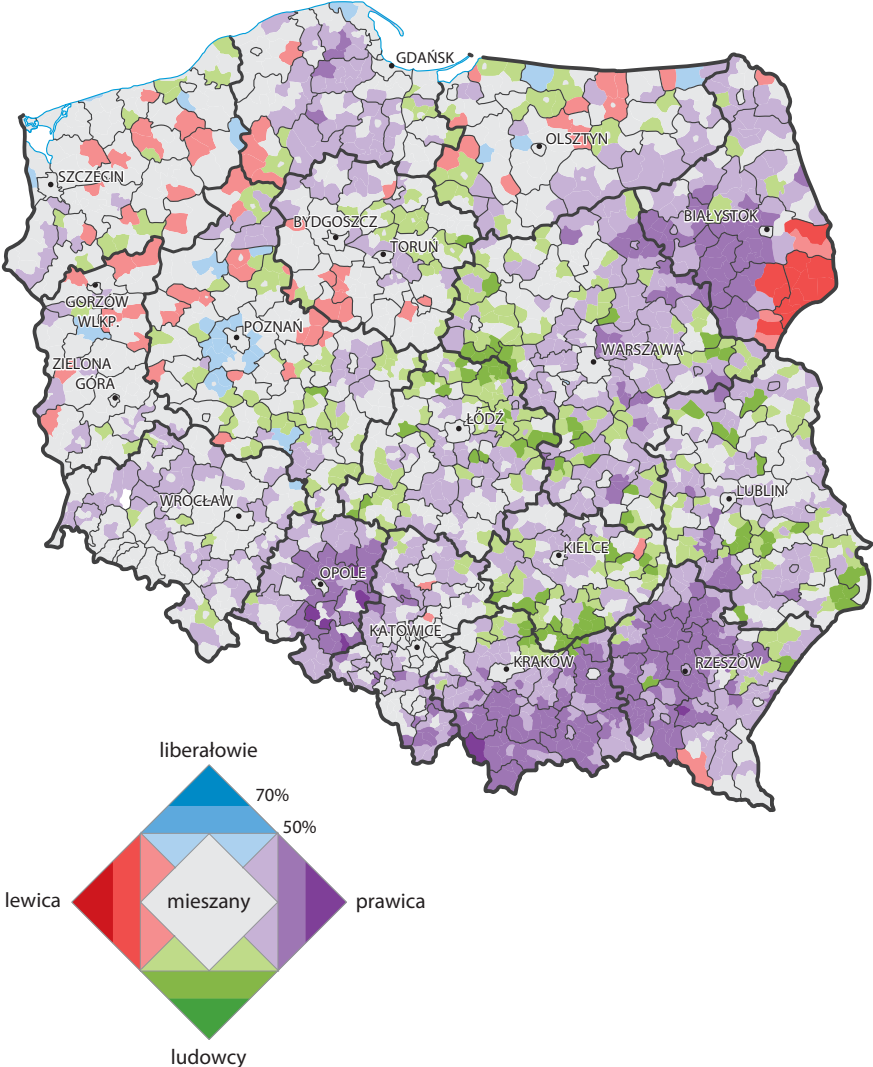 GDAŃSK
OLSZTYN
SZCZECIN
BIAŁYSTOK
BYDGOSZCZ
TORUŃ
GORZÓW
WLKP.
POZNAŃ
WARSZAWA
ZIELONA
GÓRA
ŁÓDŹ
WROCŁAW
LUBLIN
KIELCE
OPOLE
KATOWICE
KRAKÓW
RZESZÓW
liberałowie
70%
50%
lewica
mieszany
prawica
ludowcy